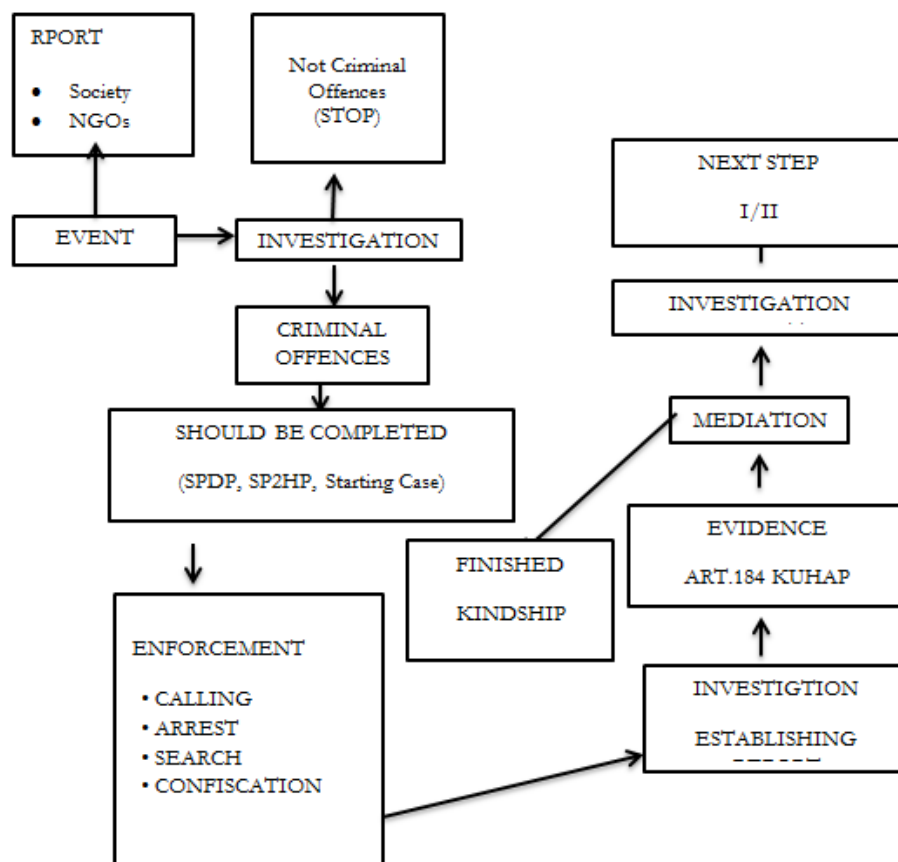 RPORT
• Society
• NGOs
Not Criminal
Offences
(STOP)
EVENT
INVESTIGATION
CRIMINAL
OFFENCES
SHOULD BE COMPLETED
(SPDP, SP2HP, Starting Case)
ENFORCEMENT
• CALLING
• ARREST
• SEARCH
• CONFISCATION
INVESTIGTION
ESTABLISHING
EVIDENCE
ART.184 KUHAP
MEDIATION
FINISHED
KINDSHIP
INVESTIGATION
NEXT STEP
I/II